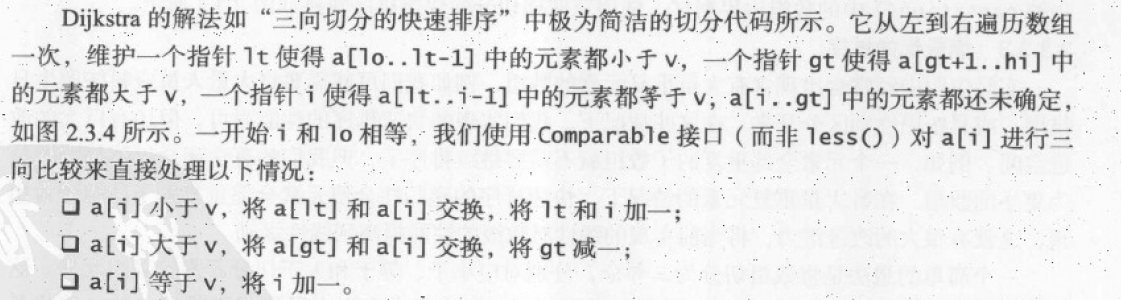 Dijkstra 的解法如“三向切分的快速排序”中极为简洁的切分代码所示。它从左到右遍历数组
一次，维护一个指针 lt 使得 a[lo..lt-1] 中的元素都小于 v，一个指针 gt 使得 a[gt+1..hi] 中
的元素都大于 v，一个指针 i 使得 a[lt..i-1] 中的元素都等于 v，a[i..gt] 中的元素都还未确定，
如图 2.3.4 所示。一开始 i 和 lo 相等，我们使用 Comparable 接口（而非 less()）对 a[i] 进行三
向比较来直接处理以下情况：
❑ a[i] 小于 v，将 a[lt] 和 a[i] 交换，将 lt 和 i 加一；
❑ a[i] 大于 v，将 a[gt] 和 a[i] 交换，将 gt 减一；
❑ a[i] 等于 v，将 i 加一。